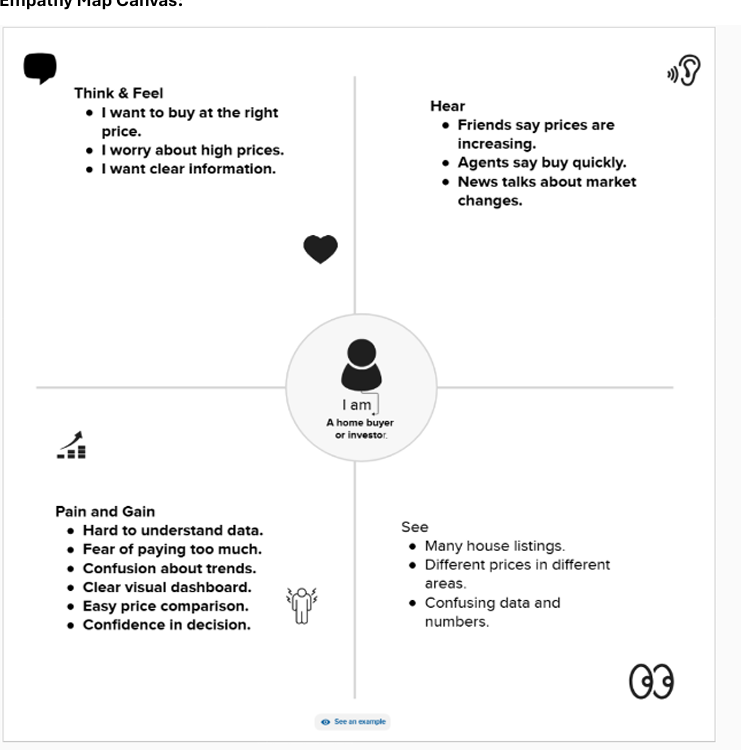 Empathy Map Canvas:
Think & Feel
● I want to buy at the right
price.
● I worry about high prices.
● I want clear information.
Hear
● Friends say prices are
increasing.
● Agents say buy quickly.
● News talks about market
changes.
I am
A home buyer
or investor.
Pain and Gain
● Hard to understand data.
● Fear of paying too much.
● Confusion about trends.
● Clear visual dashboard.
● Easy price comparison.
● Confidence in decision.
See
● Many house listings.
● Different prices in different
areas.
● Confusing data and
numbers.
See an example